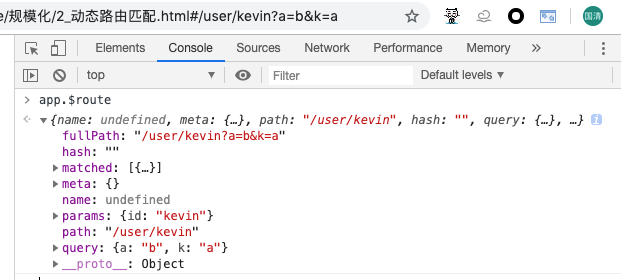 e/规模化/2_动态路由匹配.html#/user/kevin?a=b&k=a
国清
Elements Console Sources Network Performance Memory »
top Filter Default levels
> app.$route
{name: undefined, meta: {…}, path: "/user/kevin", hash: "", query: {…}, …} i
fullPath: "/user/kevin?a=b&k=a"
hash: ""
matched: [{…}]
meta: {}
name: undefined
params: {id: "kevin"}
path: "/user/kevin"
query: {a: "b", k: "a"}
__proto__: Object